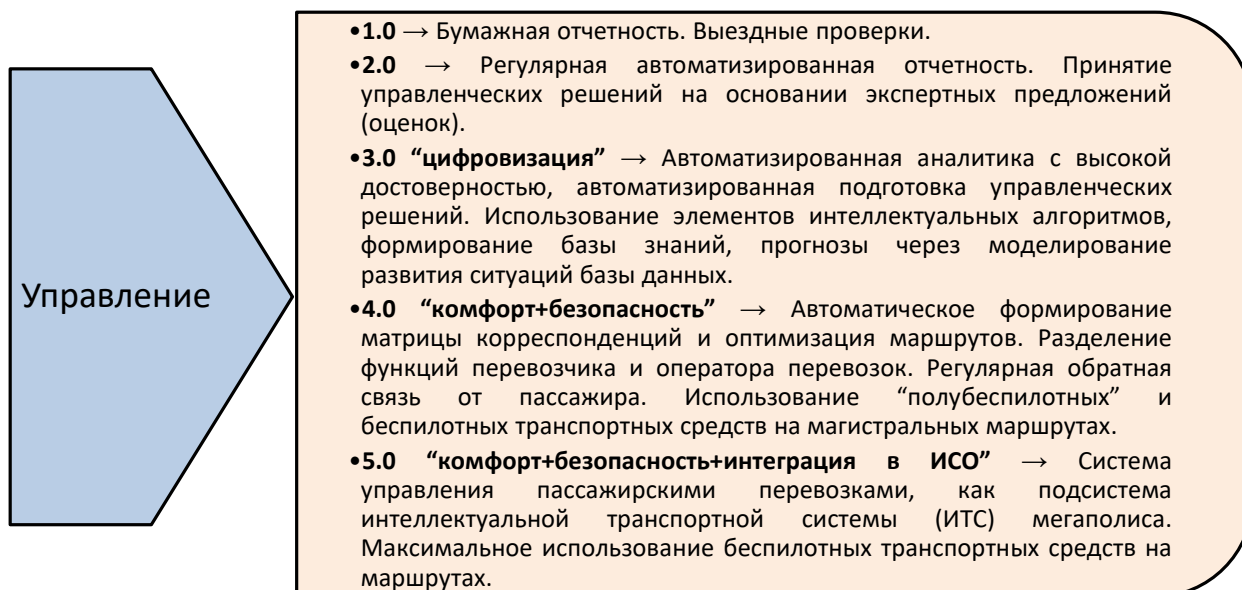 Управление
•1.0 → Бумажная отчетность. Выездные проверки.
•2.0 → Регулярная автоматизированная отчетность. Принятие
управленческих решений на основании экспертных предложений
(оценок).
•3.0 “цифровизация” → Автоматизированная аналитика с высокой
достоверностью, автоматизированная подготовка управленческих
решений. Использование элементов интеллектуальных алгоритмов,
формирование базы знаний, прогнозы через моделирование
развития ситуаций базы данных.
•4.0 “комфорт+безопасность” → Автоматическое формирование
матрицы корреспонденций и оптимизация маршрутов. Разделение
функций перевозчика и оператора перевозок. Регулярная обратная
связь от пассажира. Использование “полубеспилотных” и
беспилотных транспортных средств на магистральных маршрутах.
•5.0 “комфорт+безопасность+интеграция в ИСО” → Система
управления пассажирскими перевозками, как подсистема
интеллектуальной транспортной системы (ИТС) мегаполиса.
Максимальное использование беспилотных транспортных средств на
маршрутах.